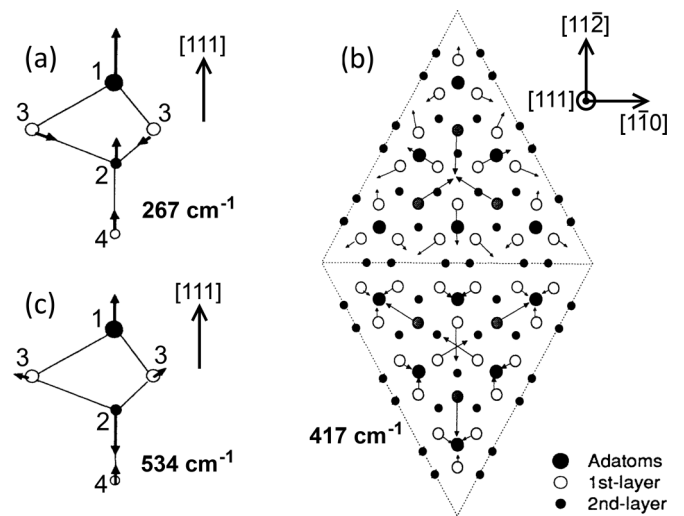 (a)
1
[111]
3
3
2
4
267 cm⁻¹
(b)
[112̄]
[111]
[11̄0]
417 cm⁻¹
(c)
1
[111]
3
3
2
4
534 cm⁻¹
Adatoms
1st-layer
2nd-layer